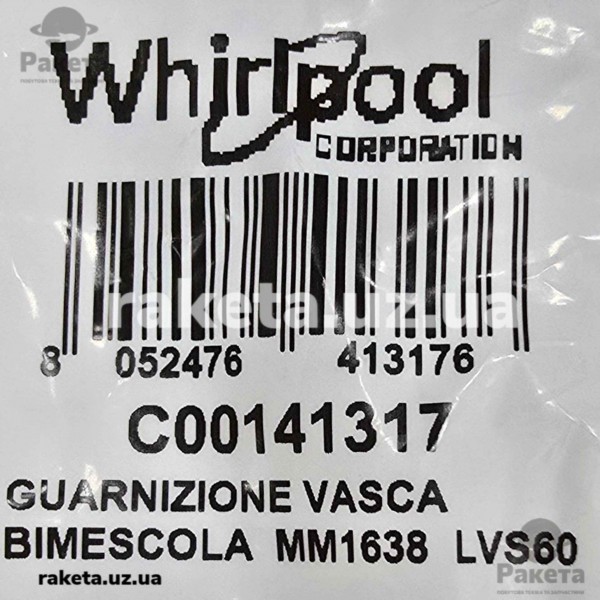 Ракета
Whirlpool
CORPORATION
raketa.uz.ua
8 052476 413176
C00141317
GUARNIZIONE VASCA
BIMESCOLA MM1638 LVS60
raketa.uz.ua
Ракета